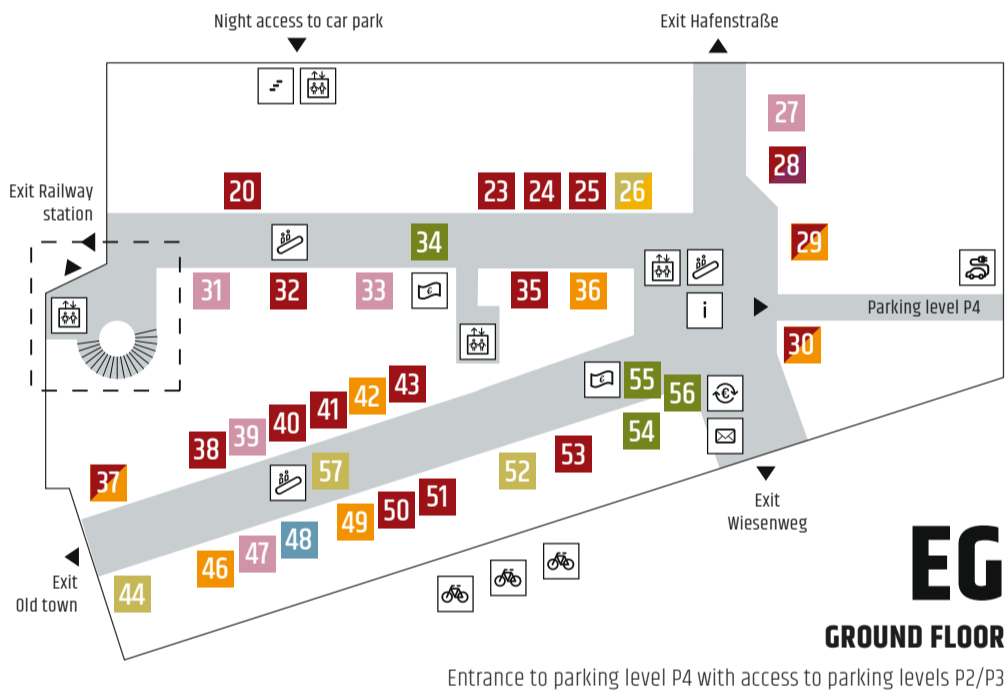 Night access to car park
Exit Hafenstraße
27
28
Exit Railway
station
20
23 24 25 26
34
29
31 32 33 35 36
i
Parking level P4
30
55
56
54
43
42
41
40
39
38
37
57
52
53
51
50
49
48
47
46
44
Exit
Old town
Exit
Wiesenweg
€
€
€
EG
GROUND FLOOR
Entrance to parking level P4 with access to parking levels P2/P3